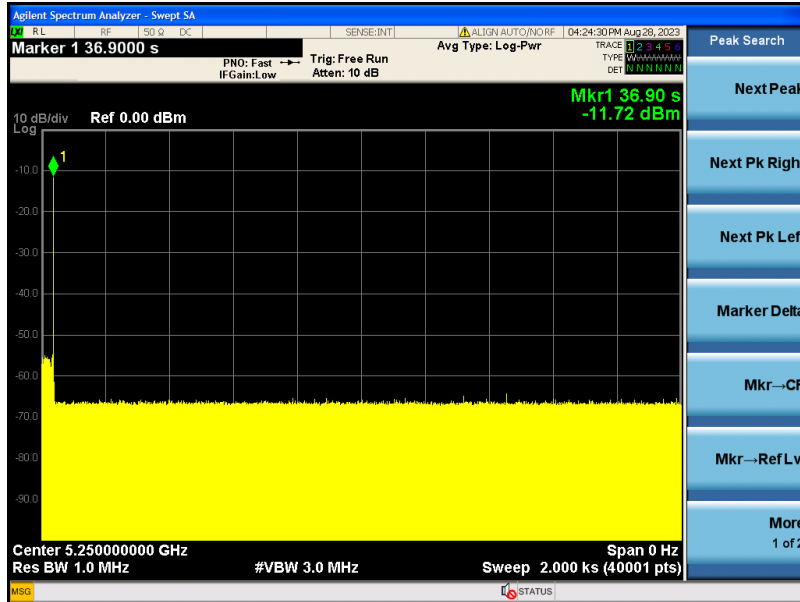 Agilent Spectrum Analyzer - Swept SA
LXI RL RF 50 Ω DC SENSE:INT ALIGN AUTO/NO RF 04:24:30 PM Aug 28, 2023
Marker 1 36.9000 s
PNO: Fast
IFGain:Low
Trig: Free Run
Atten: 10 dB
Avg Type: Log-Pwr
TRACE 1 2 3 4 5 6
TYPE
DET N N N N N N
Mkr1 36.90 s
-11.72 dBm
10 dB/div Ref 0.00 dBm
Log
1
-10.0
-20.0
-30.0
-40.0
-50.0
-60.0
-70.0
-80.0
-90.0
Center 5.250000000 GHz Span 0 Hz
Res BW 1.0 MHz #VBW 3.0 MHz Sweep 2.000 ks (40001 pts)
MSG STATUS
Peak Search
Next Peak
Next Pk Righ
Next Pk Lef
Marker Delta
Mkr→CF
Mkr→Ref Lv
More
1 of 2